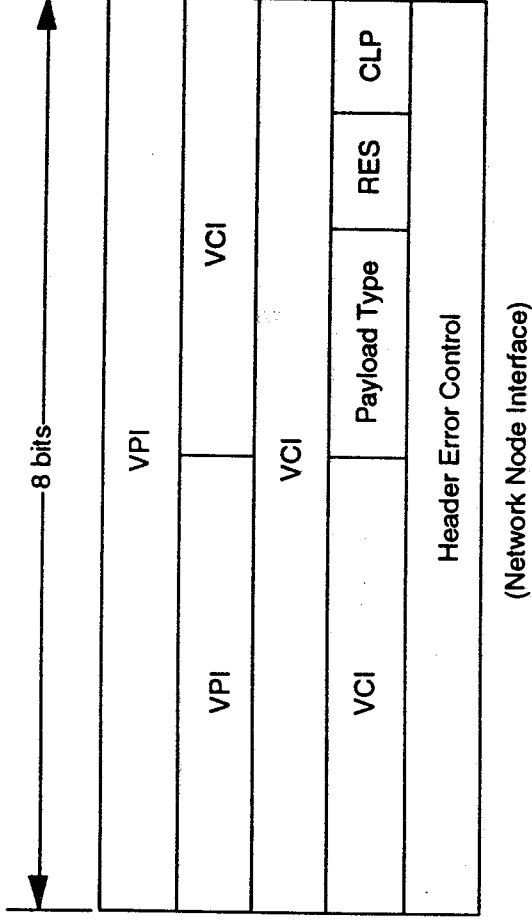 8 bits
VPI
VPI VCI
VCI
VCI Payload Type RES CLP
Header Error Control
(Network Node Interface)